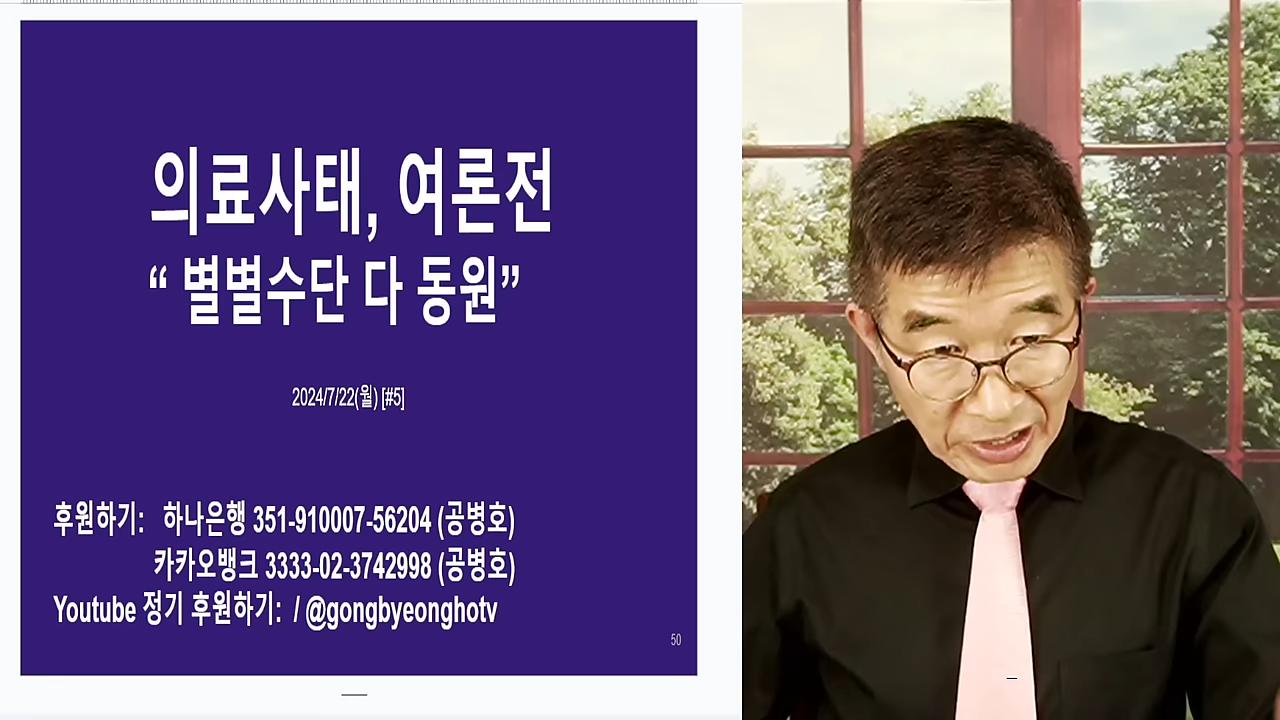 의료사태, 여론전
“ 별별수단 다 동원”
2024/7/22(월) [#5]
후원하기: 하나은행 351-910007-56204 (공병호)
카카오뱅크 3333-02-3742998 (공병호)
Youtube 정기 후원하기: / @gongbyeonghotv
50